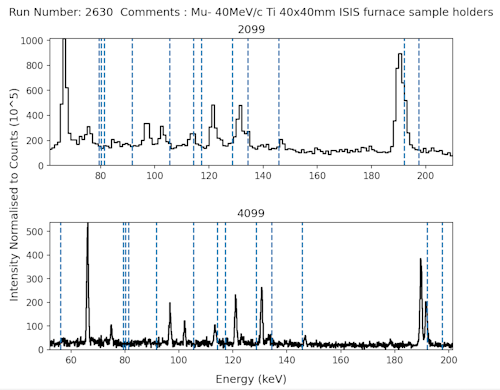 Run Number: 2630 Comments : Mu- 40MeV/c Ti 40x40mm ISIS furnace sample holders
2099
1000
800
600
400
200
0
80 100 120 140 160 180 200
4099
500
400
300
200
100
0
60 80 100 120 140 160 180 200
Intensity Normalised to Counts (10^5)
Energy (keV)